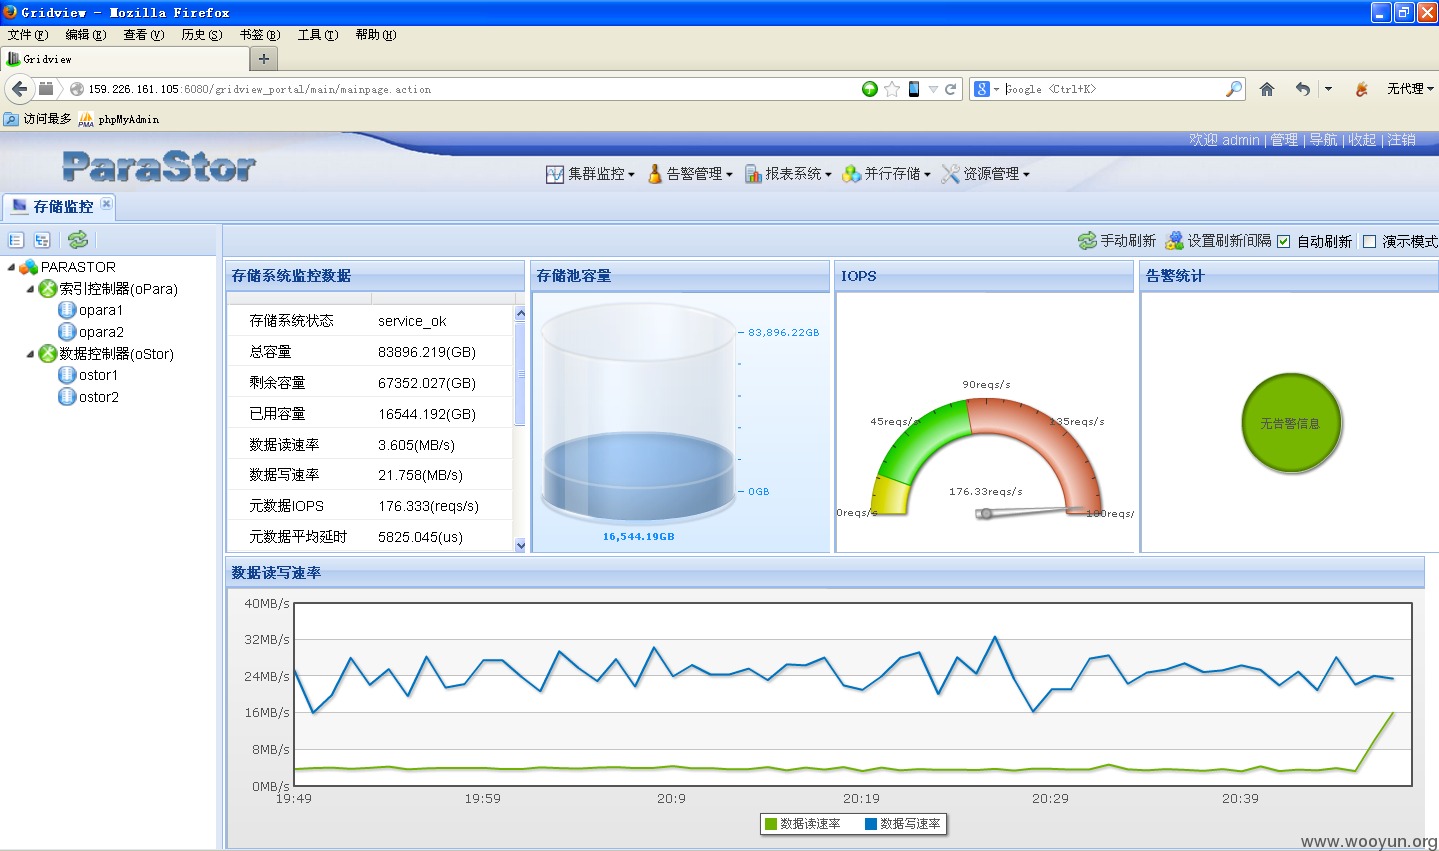 Gridview - Mozilla Firefox
文件(F) 编辑(E) 查看(V) 历史(S) 书签(B) 工具(T) 帮助(H)
Gridview
159.226.161.105:6080/gridview_portal/main/mainpage.action
Google <Ctrl+K>
无代理
访问最多 phpMyAdmin
欢迎 admin | 管理 | 导航 | 收起 | 注销
ParaStor
集群监控 告警管理 报表系统 并行存储 资源管理
存储监控
手动刷新 设置刷新间隔 自动刷新 演示模式
PARASTOR
索引控制器(oPara)
opara1
opara2
数据控制器(oStor)
ostor1
ostor2
存储系统监控数据
存储系统状态 service_ok
总容量 83896.219(GB)
剩余容量 67352.027(GB)
已用容量 16544.192(GB)
数据读速率 3.605(MB/s)
数据写速率 21.758(MB/s)
元数据IOPS 176.333(reqs/s)
元数据平均延时 5825.045(us)
存储池容量
83,896.22GB
0GB
16,544.19GB
IOPS
90reqs/s
45reqs/s
135reqs/s
176.33reqs/s
0reqs/s
180reqs/
告警统计
无告警信息
数据读写速率
40MB/s
32MB/s
24MB/s
16MB/s
8MB/s
0MB/s
19:49 19:59 20:9 20:19 20:29 20:39
数据读速率 数据写速率
www.wooyun.org